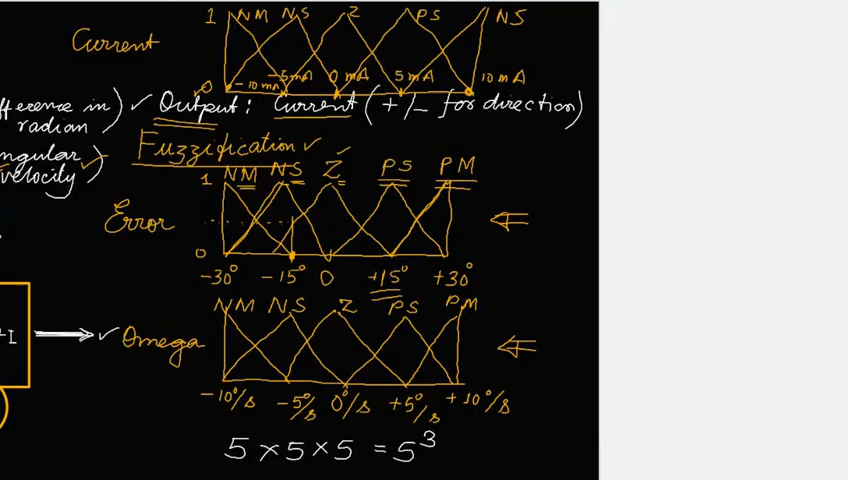 1 NM NS Z PS NS
Current
0 -10 mA -5 mA 0 mA 5 mA 10 mA
fference in radian) ✓ Output: Current (+/- for direction)
ngular velocity ✓)
Fuzzification ✓
1 NM NS Z PS PM
Error
0
-30° -15° 0 +15° +30°
NM NS Z PS PM
+I ✓ Omega
-10°/s -5°/s 0°/s +5°/s +10°/s
5 × 5 × 5 = 5³